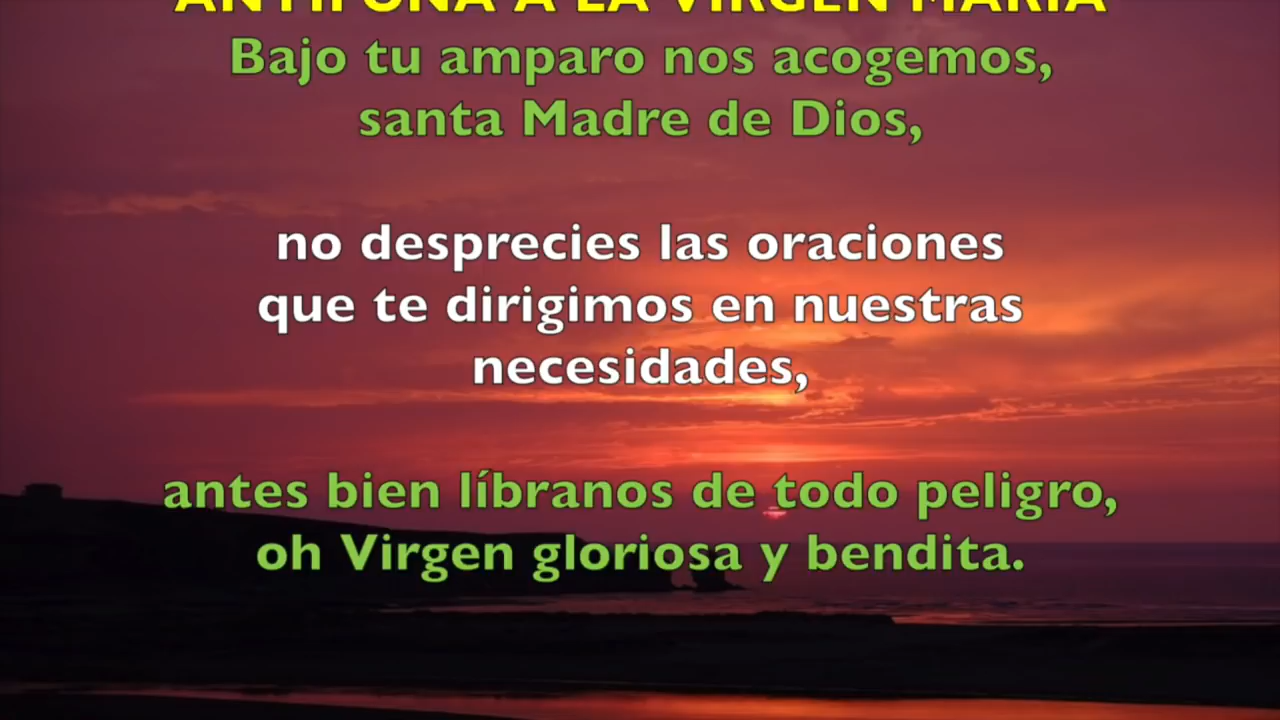 ANTÍFONA A LA VIRGEN MARÍA
Bajo tu amparo nos acogemos,
santa Madre de Dios,
no desprecies las oraciones
que te dirigimos en nuestras
necesidades,
antes bien líbranos de todo peligro,
oh Virgen gloriosa y bendita.